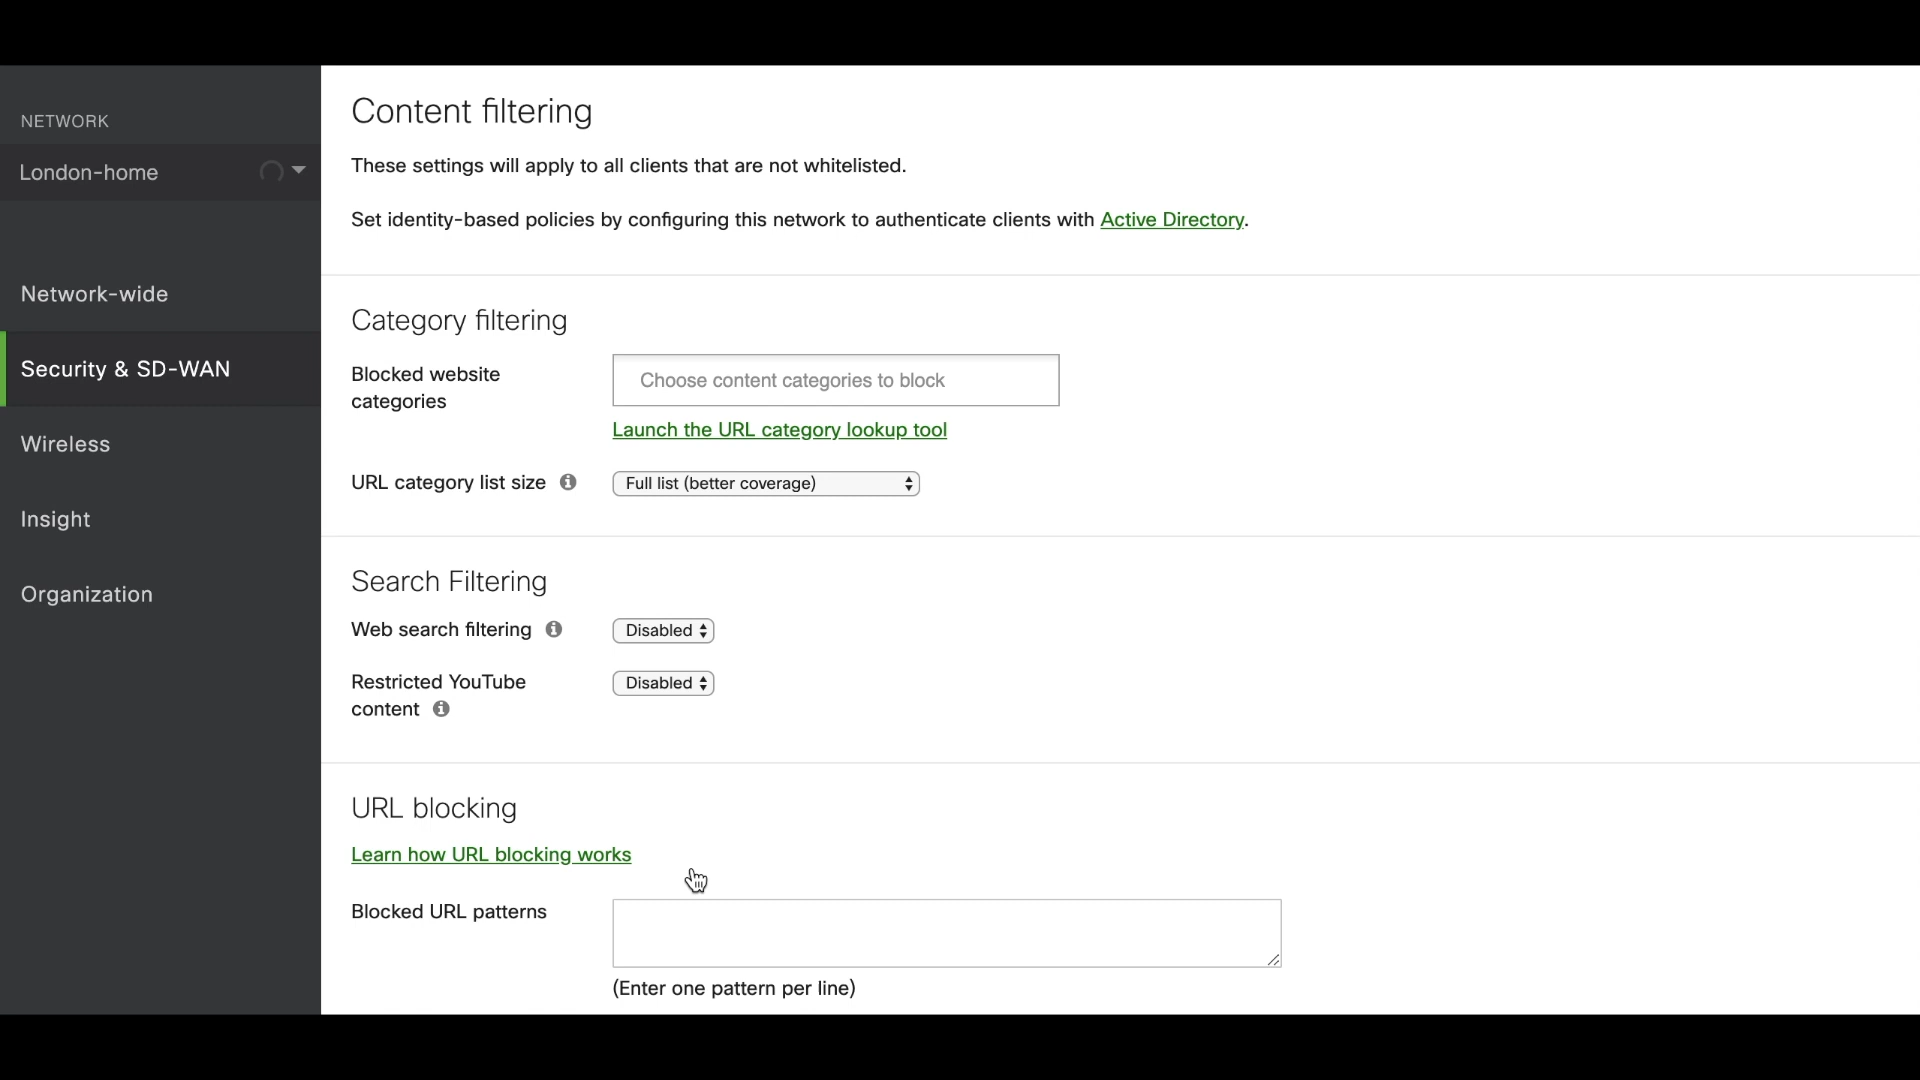 NETWORK
London-home
Network-wide
Security & SD-WAN
Wireless
Insight
Organization
Content filtering
These settings will apply to all clients that are not whitelisted.
Set identity-based policies by configuring this network to authenticate clients with Active Directory.
Category filtering
Blocked website
categories
Choose content categories to block
Launch the URL category lookup tool
URL category list size
Full list (better coverage)
Search Filtering
Web search filtering
Disabled
Restricted YouTube
content
Disabled
URL blocking
Learn how URL blocking works
Blocked URL patterns
(Enter one pattern per line)